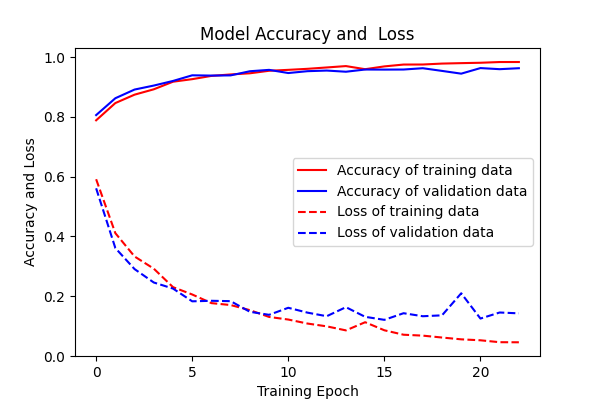 Model Accuracy and  Loss
1.0
0.8
0.6
0.4
0.2
0.0
Accuracy and Loss
Accuracy of training data
Accuracy of validation data
Loss of training data
Loss of validation data
0 5 10 15 20
Training Epoch